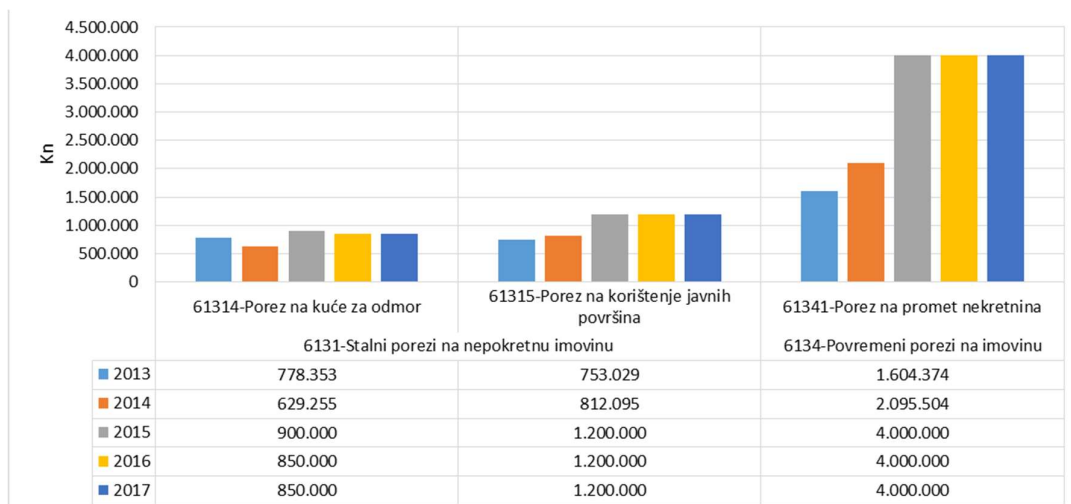 4.500.000
4.000.000
3.500.000
3.000.000
2.500.000
2.000.000
1.500.000
1.000.000
500.000
0
Kn
61314-Porez na kuće za odmor
61315-Porez na korištenje javnih
površina
61341-Porez na promet nekretnina
6131-Stalni porezi na nepokretnu imovinu
6134-Povremeni porezi na imovinu
2013 778.353 753.029 1.604.374
2014 629.255 812.095 2.095.504
2015 900.000 1.200.000 4.000.000
2016 850.000 1.200.000 4.000.000
2017 850.000 1.200.000 4.000.000